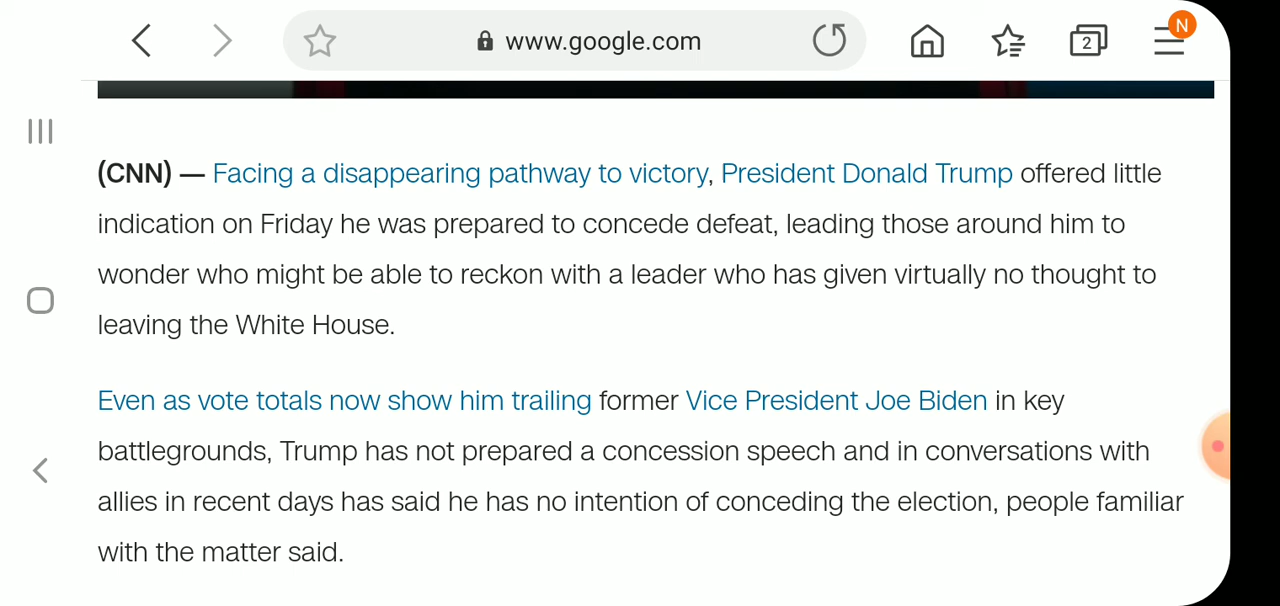 www.google.com
2
N
(CNN) — Facing a disappearing pathway to victory, President Donald Trump offered little
indication on Friday he was prepared to concede defeat, leading those around him to
wonder who might be able to reckon with a leader who has given virtually no thought to
leaving the White House.
Even as vote totals now show him trailing former Vice President Joe Biden in key
battlegrounds, Trump has not prepared a concession speech and in conversations with
allies in recent days has said he has no intention of conceding the election, people familiar
with the matter said.